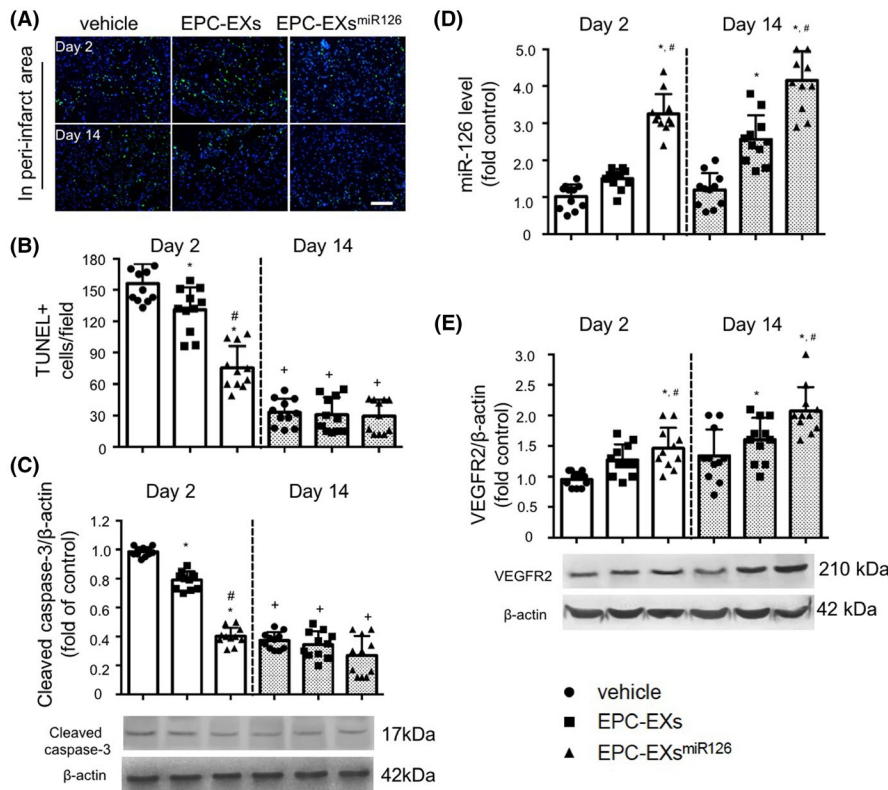 (A)
vehicle EPC-EXs EPC-EXsmiR126
In peri-infarct area
Day 2
Day 14
(B)
Day 2 Day 14
TUNEL+
cells/field
180
150
120
90
60
30
0
*
#
*
+ + +
(C)
Day 2 Day 14
Cleaved caspase-3/β-actin
(fold of control)
1.2
1.0
0.8
0.6
0.4
0.2
0
*
#
*
+ + +
Cleaved
caspase-3
17kDa
β-actin
42kDa
(D)
Day 2 Day 14
miR-126 level
(fold control)
5.0
4.0
3.0
2.0
1.0
0
*, #
*
*, #
(E)
Day 2 Day 14
VEGFR2/β-actin
(fold control)
3.0
2.5
2.0
1.5
1.0
0.5
0
*, #
*
*, #
VEGFR2
210 kDa
β-actin
42 kDa
vehicle
EPC-EXs
EPC-EXsmiR126